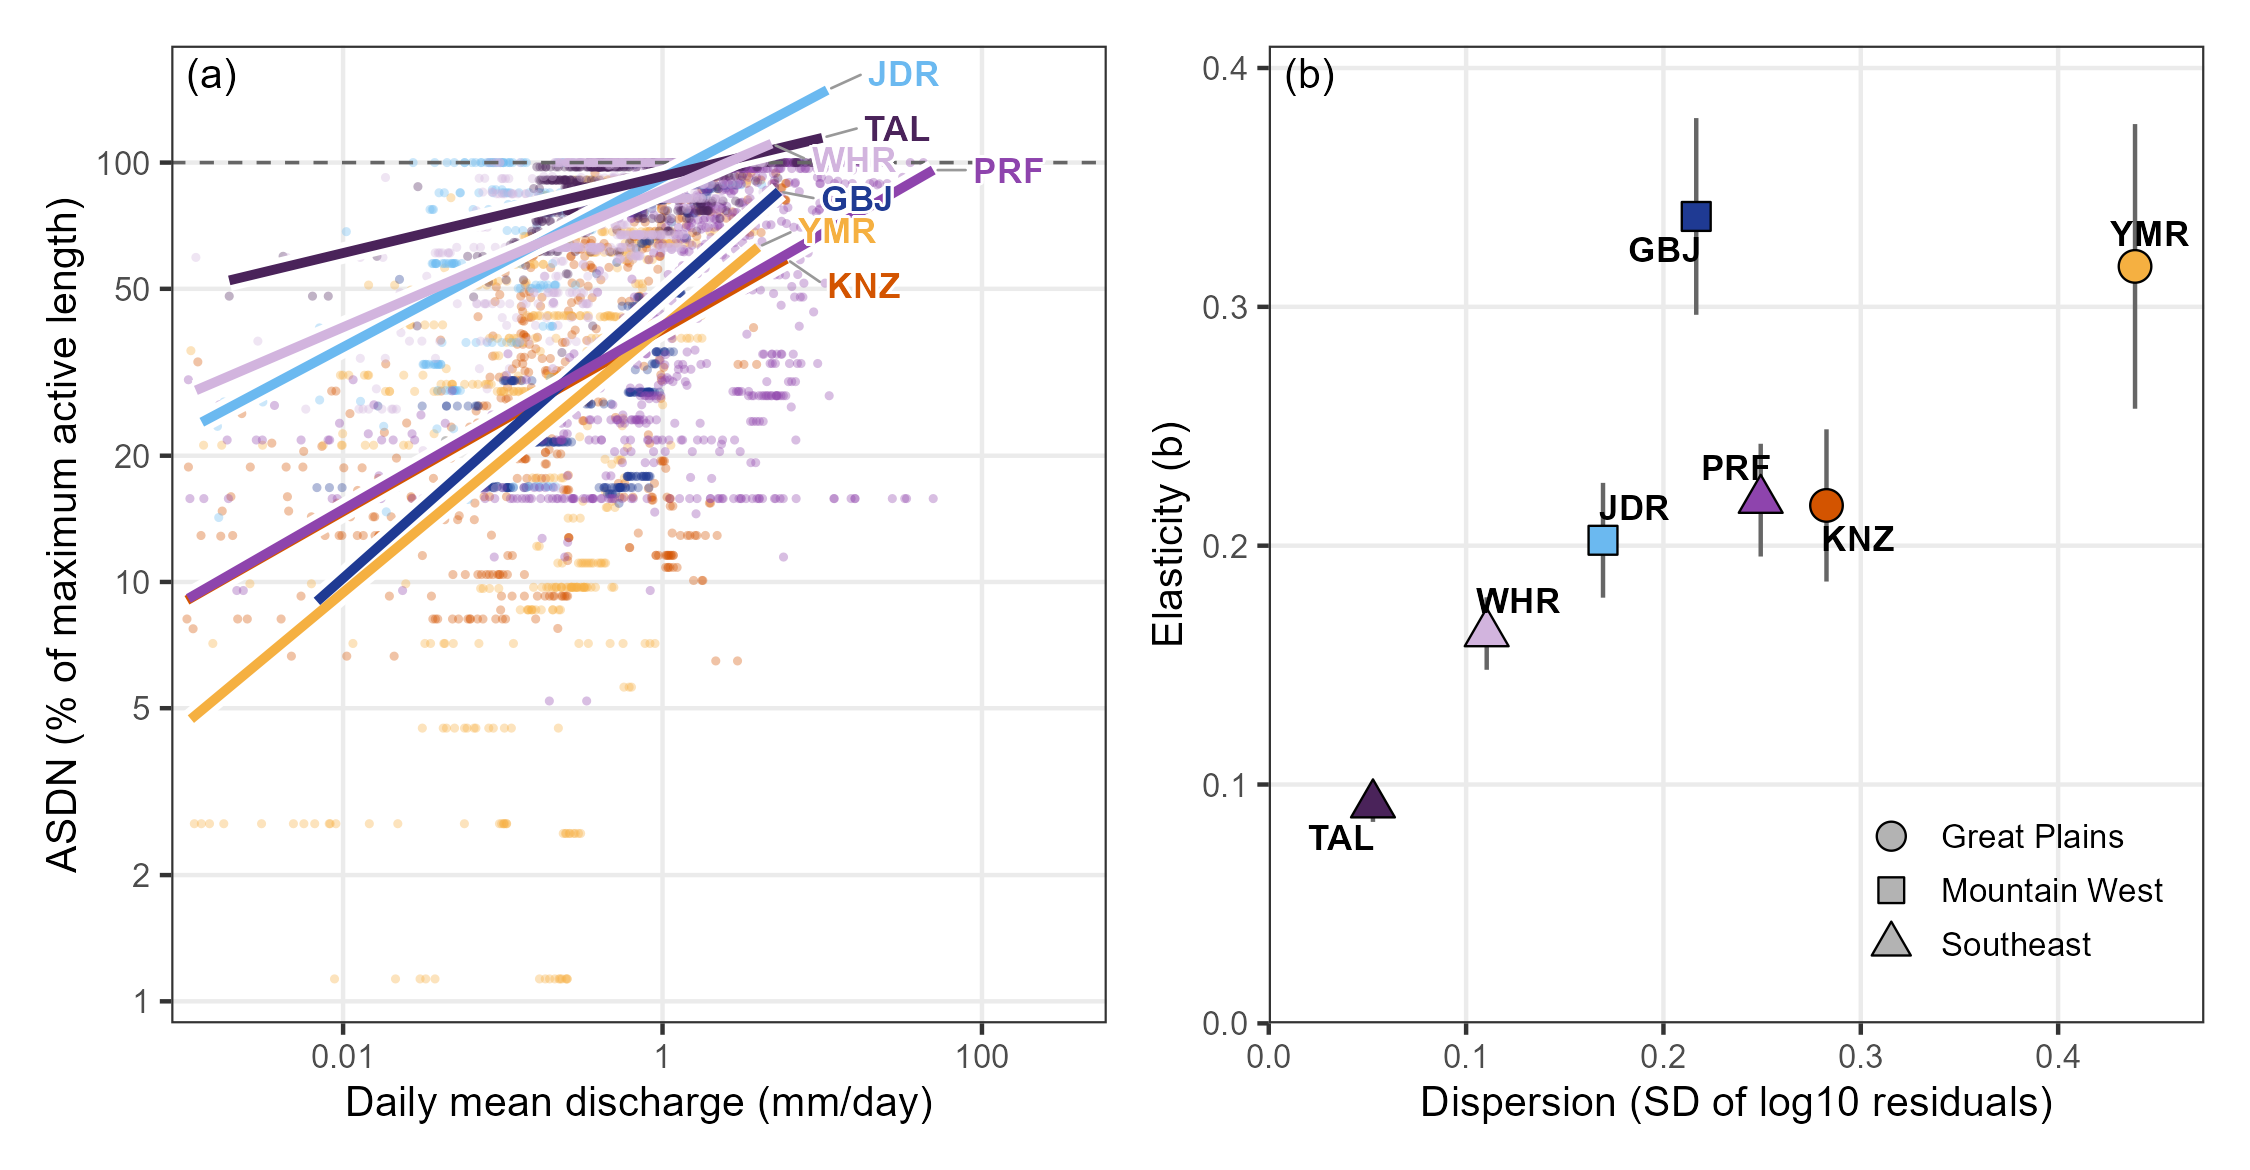 (a)
JDR
TAL
WHR
PRF
GBJ
YMR
KNZ
100
50
20
10
5
2
1
0.01
1
100
ASDN (% of maximum active length)
Daily mean discharge (mm/day)
(b)
GBJ
YMR
PRF
JDR
KNZ
WHR
TAL
Great Plains
Mountain West
Southeast
0.4
0.3
0.2
0.1
0.0
0.0
0.1
0.2
0.3
0.4
Elasticity (b)
Dispersion (SD of log10 residuals)